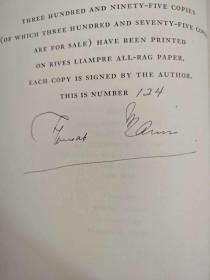 THREE HUNDRED AND NINETY-FIVE COPIES
(OF WHICH THREE HUNDRED AND SEVENTY-FIVE COPI
ARE FOR SALE) HAVE BEEN PRINTED
ON RIVES LIAMPRE ALL-RAG PAPER.
EACH COPY IS SIGNED BY THE AUTHOR.
THIS IS NUMBER 124